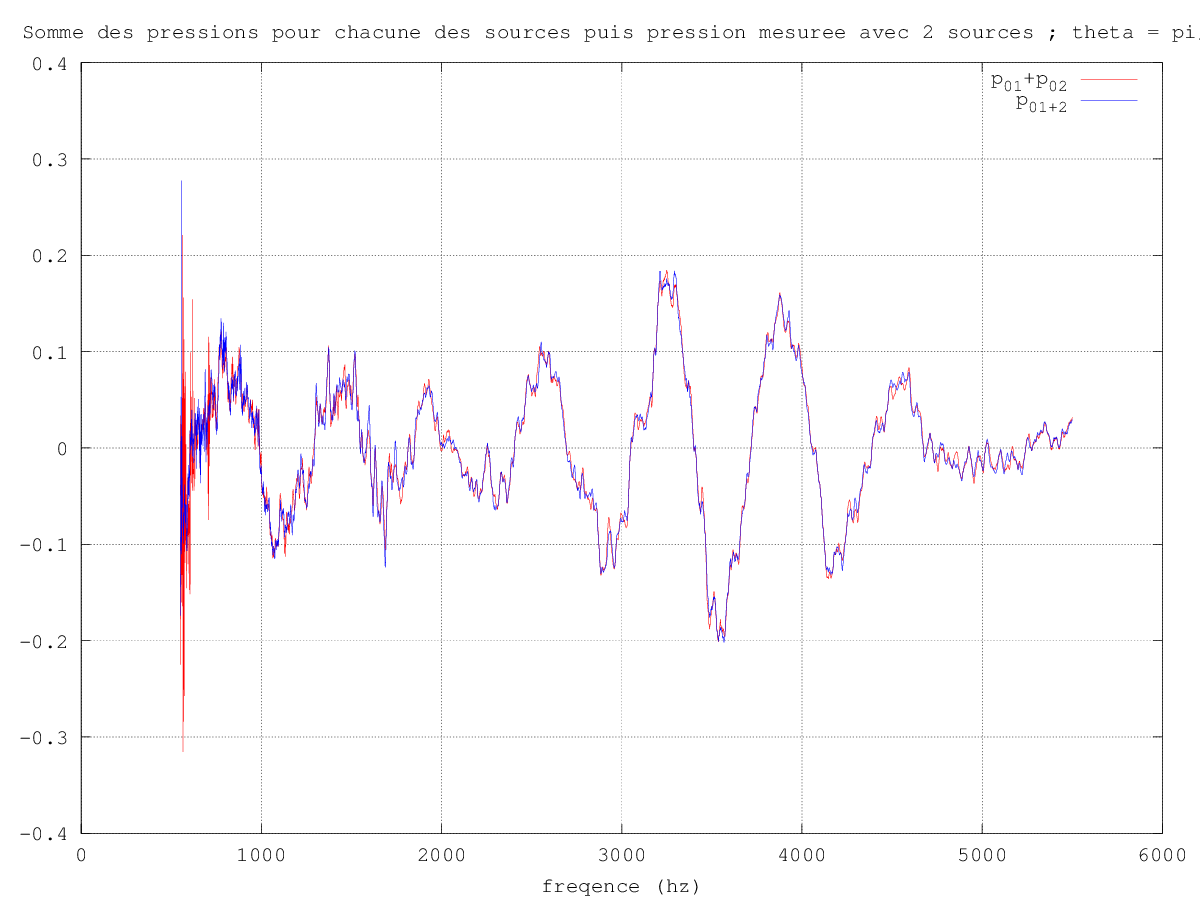 Somme des pressions pour chacune des sources puis pression mesuree avec 2 sources ; theta = pi
p01+p02
p01+2
0.4
0.3
0.2
0.1
0
-0.1
-0.2
-0.3
-0.4
0 1000 2000 3000 4000 5000 6000
freqence (hz)